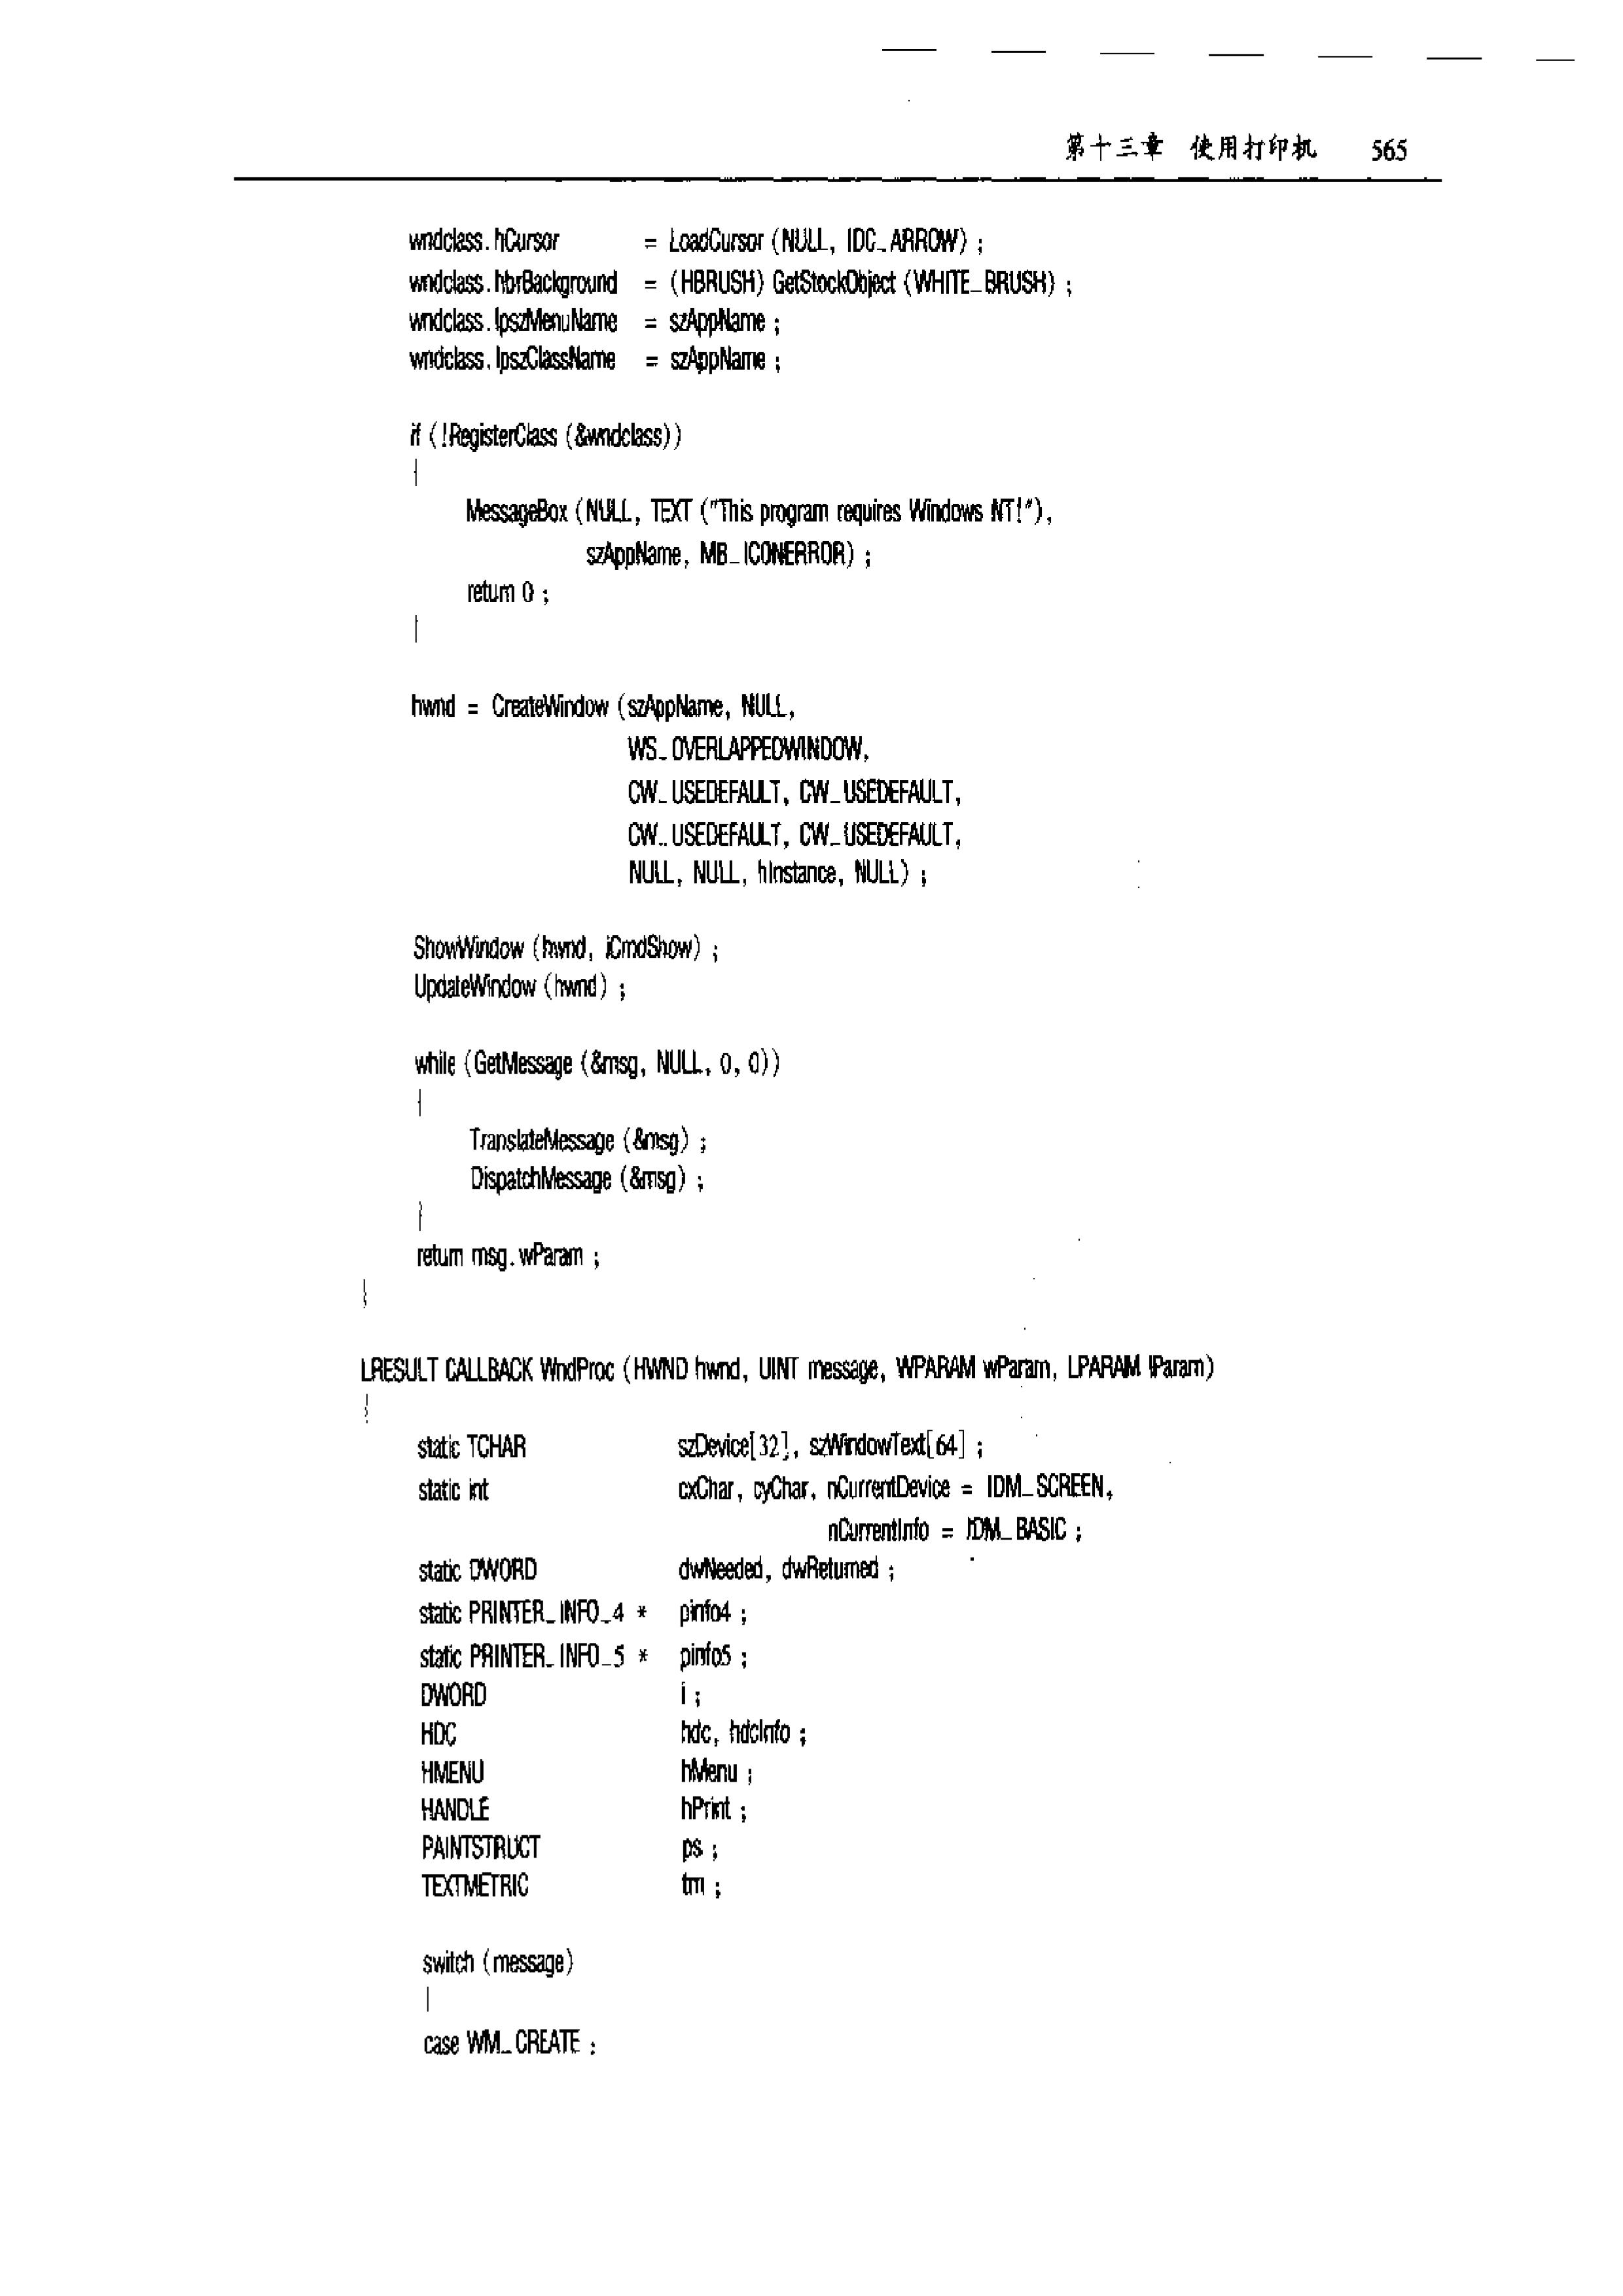 第十三章 使用打印机 565
wndclass.hCursor = LoadCursor (NULL, IDC_ARROW) ;
wndclass.hbrBackground = (HBRUSH) GetStockObject (WHITE_BRUSH) ;
wndclass.lpszMenuName = szAppName ;
wndclass.lpszClassName = szAppName ;
if (!RegisterClass (&wndclass))
{
MessageBox (NULL, TEXT ("This program requires Windows NT!"),
szAppName, MB_ICONERROR) ;
return 0 ;
}
hwnd = CreateWindow (szAppName, NULL,
WS_OVERLAPPEDWINDOW,
CW_USEDEFAULT, CW_USEDEFAULT,
CW_USEDEFAULT, CW_USEDEFAULT,
NULL, NULL, hInstance, NULL) ;
ShowWindow (hwnd, iCmdShow) ;
UpdateWindow (hwnd) ;
while (GetMessage (&msg, NULL, 0, 0))
{
TranslateMessage (&msg) ;
DispatchMessage (&msg) ;
}
return msg.wParam ;
}
LRESULT CALLBACK WndProc (HWND hwnd, UINT message, WPARAM wParam, LPARAM lParam)
{
static TCHAR szDevice[32], szWindowText[64] ;
static int cxChar, cyChar, nCurrentDevice = IDM_SCREEN,
nCurrentInfo = IDM_BASIC ;
static DWORD dwNeeded, dwReturned ;
static PRINTER_INFO_4 * pinfo4 ;
static PRINTER_INFO_5 * pinfo5 ;
DWORD i ;
HDC hdc, hdcInfo ;
HMENU hMenu ;
HANDLE hPrint ;
PAINTSTRUCT ps ;
TEXTMETRIC tm ;
switch (message)
{
case WM_CREATE :